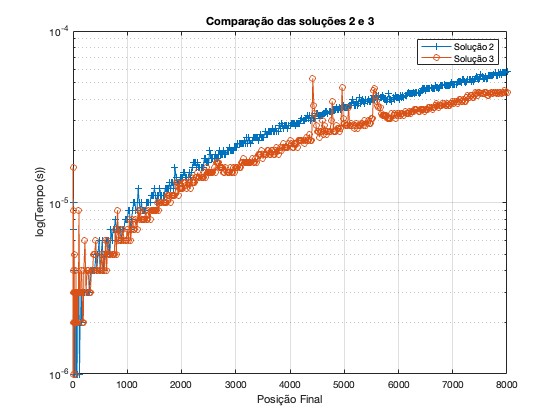 Comparação das soluções 2 e 3
10-4
Solução 2
Solução 3
log(Tempo (s))
10-5
10-6
0 1000 2000 3000 4000 5000 6000 7000 8000
Posição Final